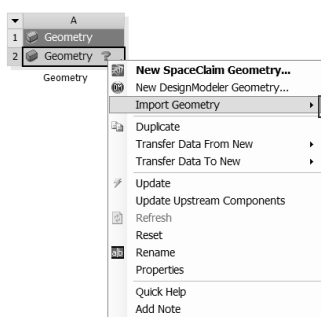 A
1 Geometry
2 Geometry ?
Geometry
New SpaceClaim Geometry...
New DesignModeler Geometry...
Import Geometry
Duplicate
Transfer Data From New
Transfer Data To New
Update
Update Upstream Components
Refresh
Reset
Rename
Properties
Quick Help
Add Note